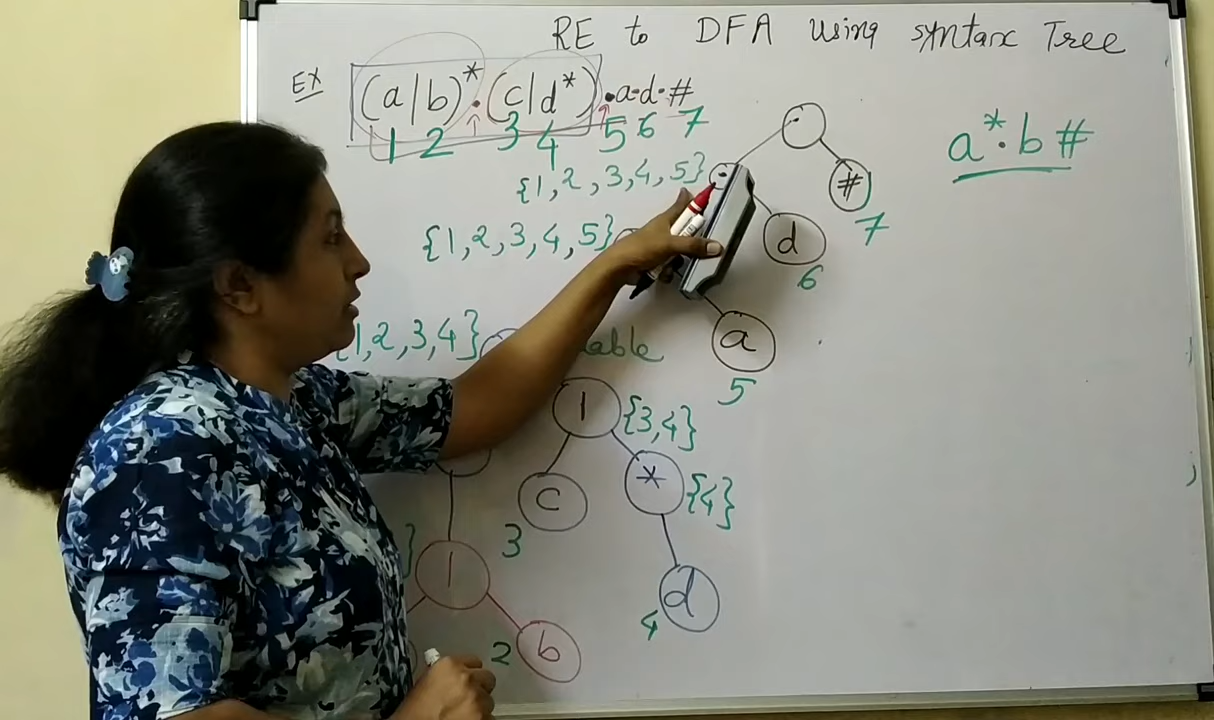 RE to DFA Using syntax Tree
Ex (a|b)*·(c|d*)·a·d·#
1 2 3 4 5 6 7
a*·b#
{1, 2, 3, 4, 5} · #
7
{1, 2, 3, 4, 5} d
6
{1, 2, 3, 4} lable a
5
| {3, 4}
c * {4}
3
|
d
4
b
2